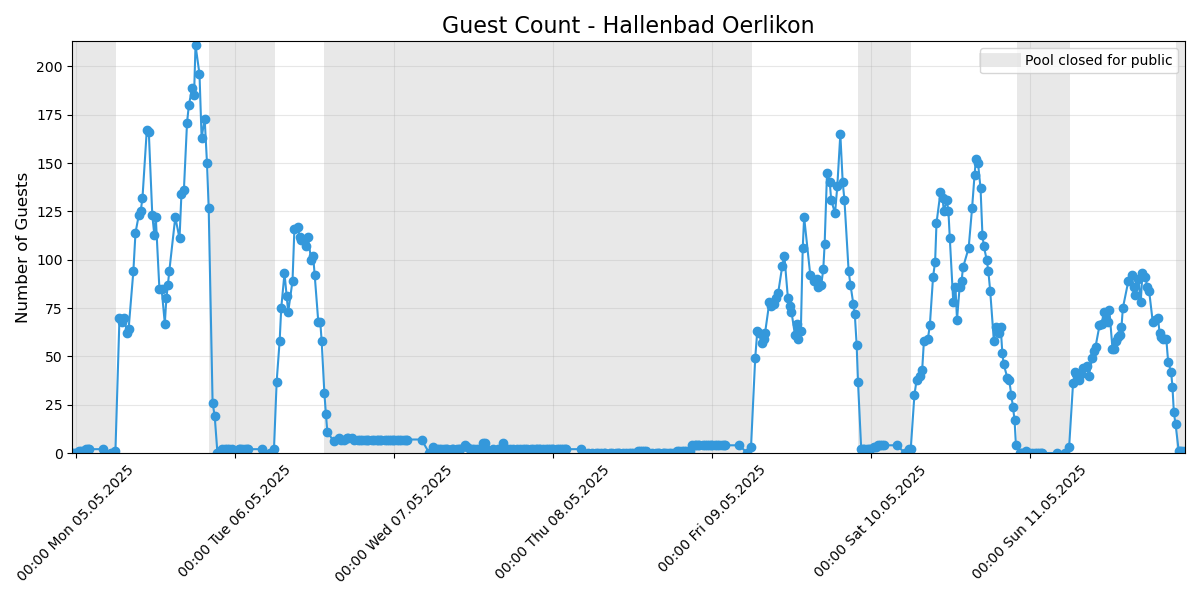 Guest Count - Hallenbad Oerlikon
Pool closed for public
Number of Guests
200
175
150
125
100
75
50
25
0
00:00 Mon 05.05.2025
00:00 Tue 06.05.2025
00:00 Wed 07.05.2025
00:00 Thu 08.05.2025
00:00 Fri 09.05.2025
00:00 Sat 10.05.2025
00:00 Sun 11.05.2025